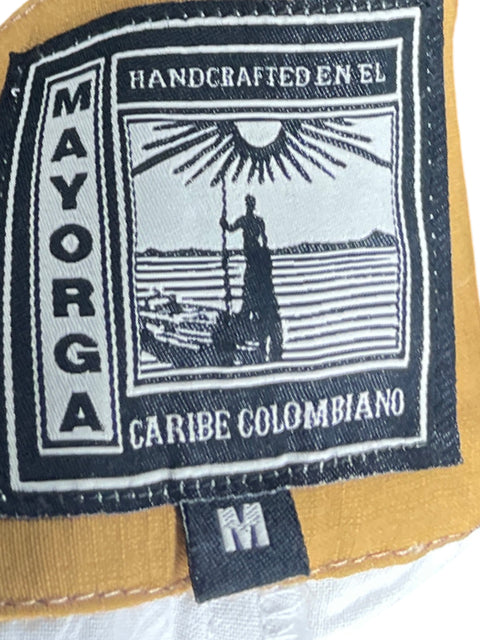 MAYORGA
HANDCRAFTED EN EL
CARIBE COLOMBIANO
M